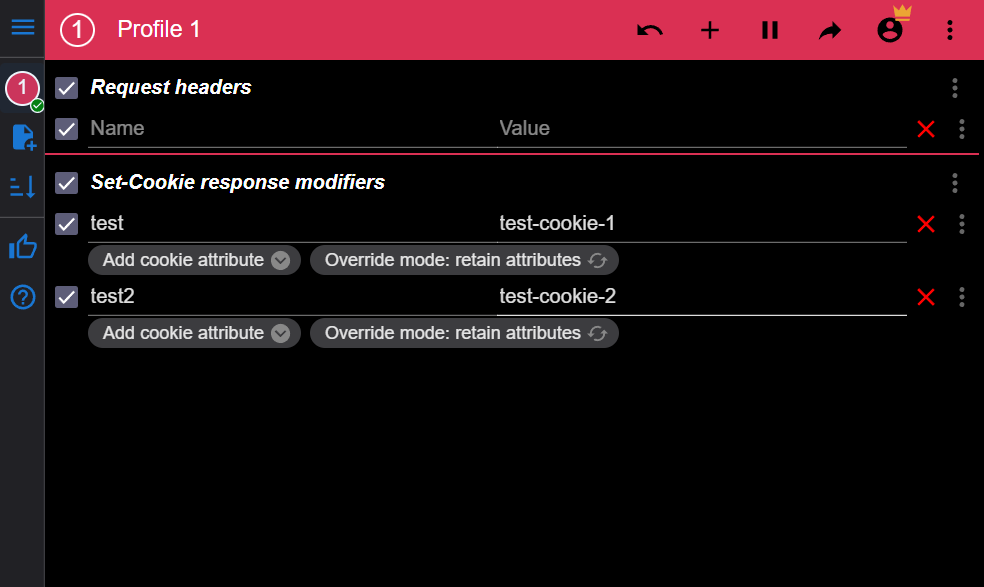 1 Profile 1
1
Request headers
Name Value
Set-Cookie response modifiers
test test-cookie-1
Add cookie attribute Override mode: retain attributes
test2 test-cookie-2
Add cookie attribute Override mode: retain attributes